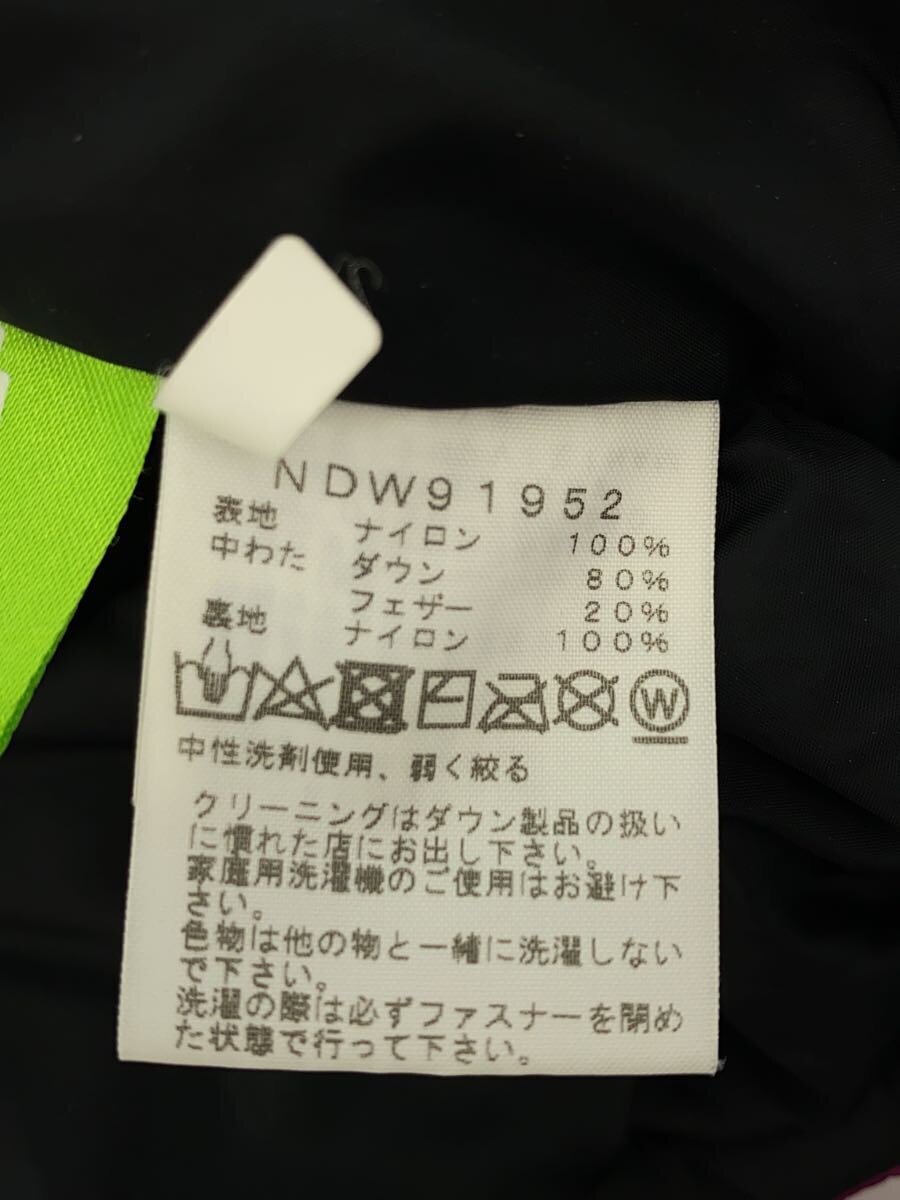 NDW91952
表地 ナイロン 100%
中わた ダウン 80%
フェザー 20%
裏地 ナイロン 100%
W
中性洗剤使用、弱く絞る
クリーニングはダウン製品の扱い
に慣れた店にお出し下さい。
家庭用洗濯機のご使用はお避け下
さい。
色物は他の物と一緒に洗濯しない
で下さい。
洗濯の際は必ずファスナーを閉め
た状態で行って下さい。